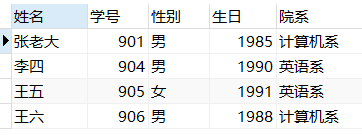 姓名 学号 性别 生日 院系
张老大 901 男 1985 计算机系
李四 904 男 1990 英语系
王五 905 女 1991 英语系
王六 906 男 1988 计算机系